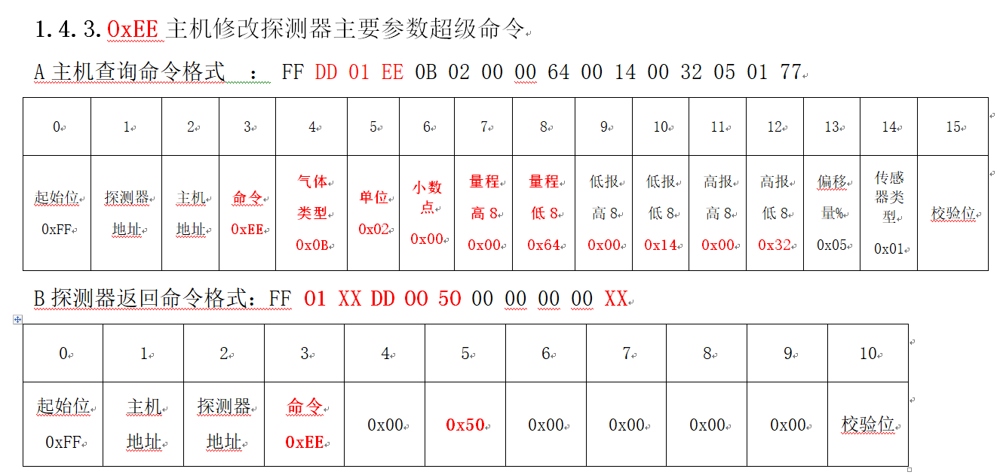 1.4.3.0xEE 主机修改探测器主要参数超级命令
A 主机查询命令格式 : FF DD 01 EE 0B 02 00 00 64 00 14 00 32 05 01 77
0 1 2 3 4 5 6 7 8 9 10 11 12 13 14 15
起始位 0xFF
探测器 地址
主机 地址
命令 0xEE
气体 类型 0x0B
单位 0x02
小数点 0x00
量程 高 8 0x00
量程 低 8 0x64
低报 高 8 0x00
低报 低 8 0x14
高报 高 8 0x00
高报 低 8 0x32
偏移 量% 0x05
传感器类型 0x01
校验位
B 探测器返回命令格式: FF 01 XX DD 00 50 00 00 00 00 XX
0 1 2 3 4 5 6 7 8 9 10
起始位 0xFF
主机 地址
探测器 地址
命令 0xEE
0x00
0x50
0x00
0x00
0x00
0x00
校验位